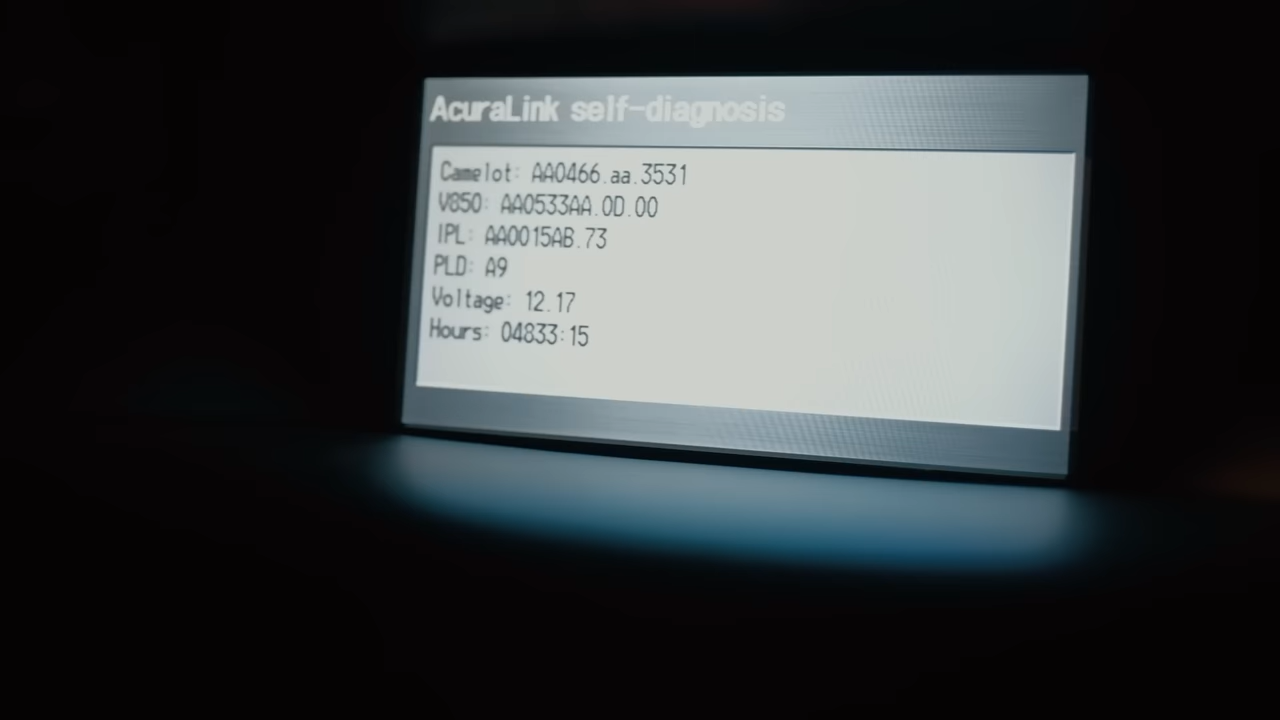 AcuraLink self-diagnosis
Camelot: AA0466.aa.3531
V850: AA0533AA.0D.00
IPL: AA0015AB.73
PLD: A9
Voltage: 12.17
Hours: 04833:15